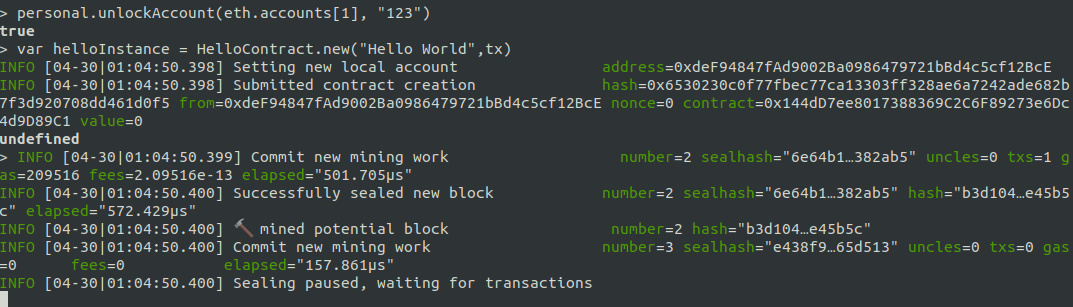 > personal.unlockAccount(eth.accounts[1], "123")
true
> var helloInstance = HelloContract.new("Hello World",tx)
INFO [04-30|01:04:50.398] Setting new local account                address=0xdeF94847fAd9002Ba0986479721bBd4c5cf12BcE
INFO [04-30|01:04:50.398] Submitted contract creation              hash=0x6530230c0f77fbec77ca13303ff328ae6a7242ade682b
7f3d920708dd461d0f5 from=0xdeF94847fAd9002Ba0986479721bBd4c5cf12BcE nonce=0 contract=0x144dD7ee8017388369C2C6F89273e6Dc
4d9D89C1 value=0
undefined
> INFO [04-30|01:04:50.399] Commit new mining work                   number=2 sealhash="6e64b1…382ab5" uncles=0 txs=1 g
as=209516 fees=2.09516e-13 elapsed="501.705µs"
INFO [04-30|01:04:50.400] Successfully sealed new block            number=2 sealhash="6e64b1…382ab5" hash="b3d104…e45b5
c" elapsed="572.429µs"
INFO [04-30|01:04:50.400] 🔨 mined potential block                  number=2 hash="b3d104…e45b5c"
INFO [04-30|01:04:50.400] Commit new mining work                   number=3 sealhash="e438f9…65d513" uncles=0 txs=0 gas
=0      fees=0           elapsed="157.861µs"
INFO [04-30|01:04:50.400] Sealing paused, waiting for transactions